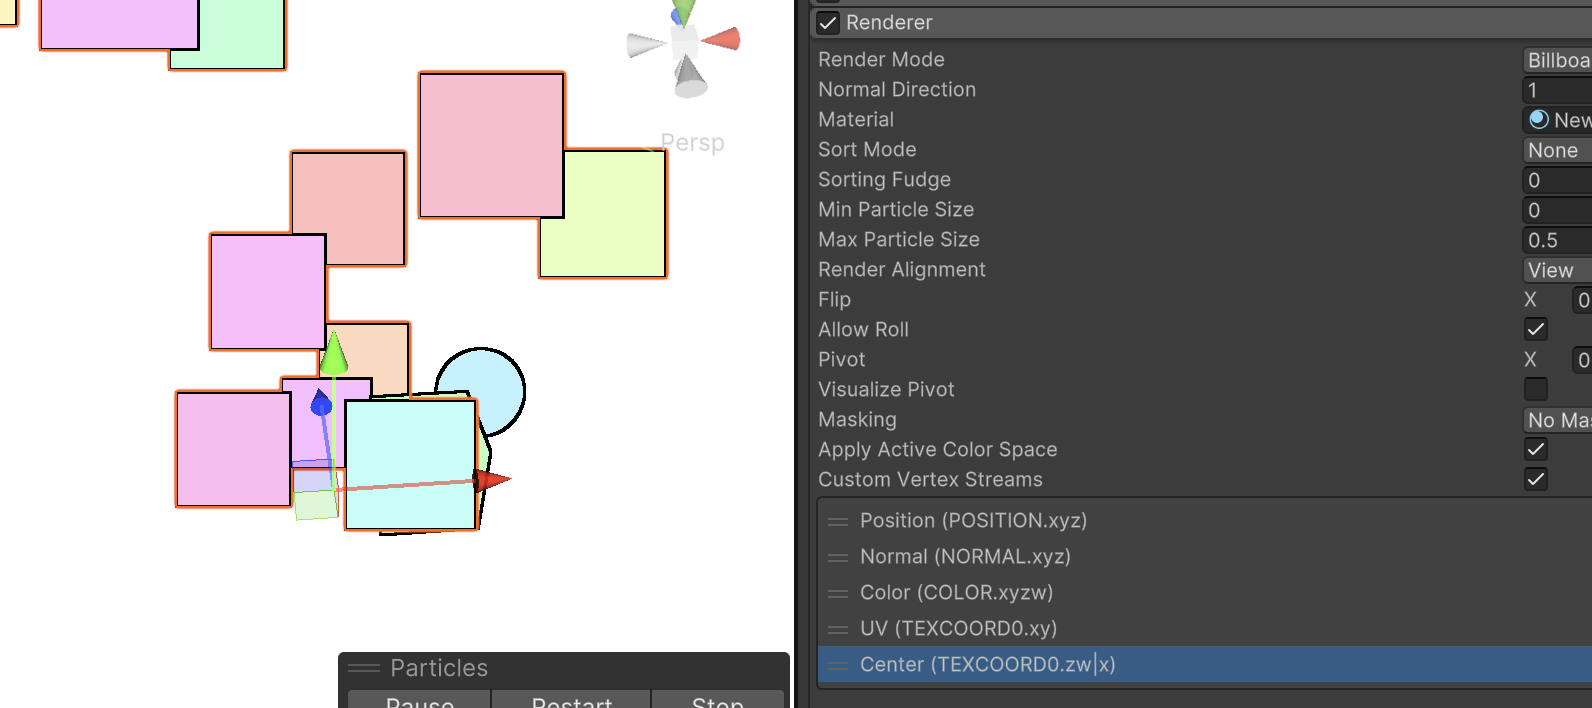 Persp
Particles
Pause Restart Stop
Renderer
Render Mode Billboa
Normal Direction 1
Material New
Sort Mode None
Sorting Fudge 0
Min Particle Size 0
Max Particle Size 0.5
Render Alignment View
Flip X 0
Allow Roll
Pivot X 0
Visualize Pivot
Masking No Mas
Apply Active Color Space
Custom Vertex Streams
Position (POSITION.xyz)
Normal (NORMAL.xyz)
Color (COLOR.xyzw)
UV (TEXCOORD0.xy)
Center (TEXCOORD0.zw|x)